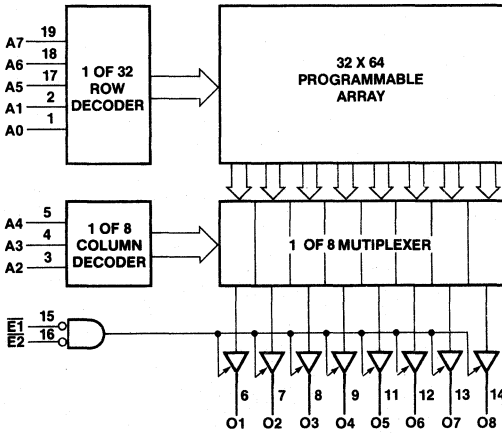 A7 19
A6 18
A5 17
A1 2
A0 1
1 OF 32
ROW
DECODER
32 X 64
PROGRAMMABLE
ARRAY
A4 5
A3 4
A2 3
1 OF 8
COLUMN
DECODER
1 OF 8 MUTIPLEXER
E1 15
E2 16
6 7 8 9 11 12 13 14
O1 O2 O3 O4 O5 O6 O7 O8